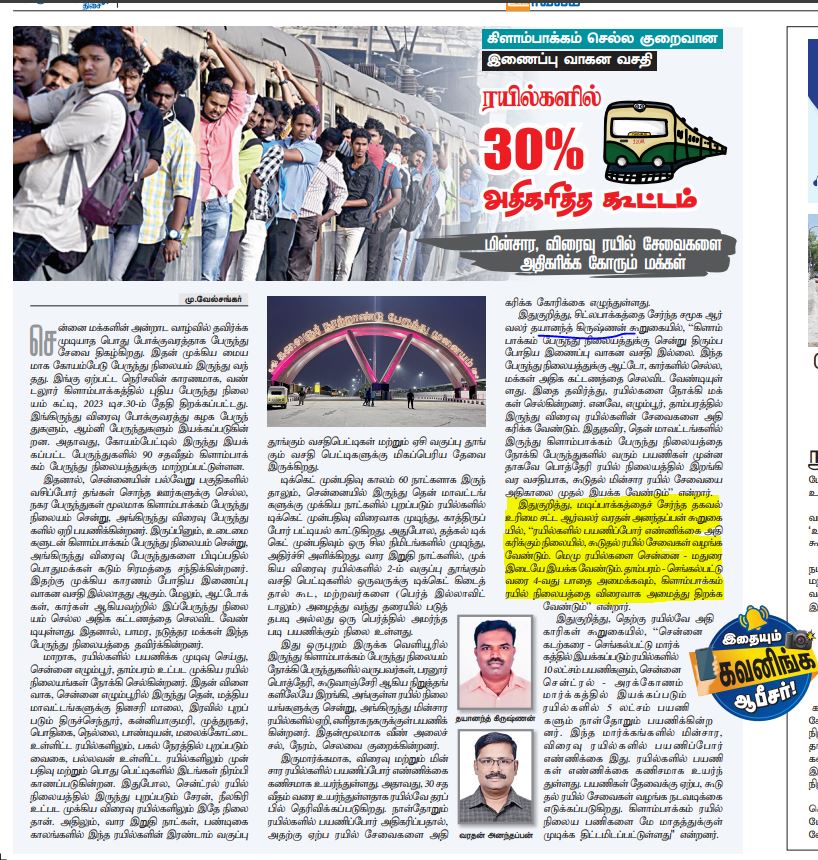 கிளாம்பாக்கம் செல்ல குறைவான
இணைப்பு வாகன வசதி
ரயில்களில்
30%
அதிகரித்த கூட்டம்
மின்சார, விரைவு ரயில் சேவைகளை
அதிகரிக்க கோரும் மக்கள்
மு.வேல்சங்கர்
சென்னை மக்களின் அன்றாட வாழ்வில் தவிர்க்க
முடியாத பொது போக்குவரத்தாக பேருந்து
சேவை திகழ்கிறது. இதன் முக்கிய மைய
மாக கோயம்பேடு பேருந்து நிலையம் இருந்து வந்
தது. இங்கு ஏற்பட்ட நெரிசலின் காரணமாக, வண்
டலூர் கிளாம்பாக்கத்தில் புதிய பேருந்து நிலை
யம் கட்டி, 2023 டிச.30-ம் தேதி திறக்கப்பட்டது.
இங்கிருந்து விரைவு போக்குவரத்து கழக பேருந்
துகளும், ஆம்னி பேருந்துகளும் இயக்கப்படுகின்
றன. அதாவது, கோயம்பேட்டில் இருந்து இயக்
கப்பட்ட பேருந்துகளில் 90 சதவீதம் கிளாம்பாக்
கம் பேருந்து நிலையத்துக்கு மாற்றப்பட்டுள்ளன.
இதனால், சென்னையின் பல்வேறு பகுதிகளில்
வசிப்போர் தங்கள் சொந்த ஊர்களுக்கு செல்ல,
நகர பேருந்துகள் மூலமாக கிளாம்பாக்கம் பேருந்து
நிலையம் சென்று, அங்கிருந்து விரைவு பேருந்து
களில் ஏறி பயணிக்கின்றனர். இருப்பினும், உடைமை
களுடன் கிளாம்பாக்கம் பேருந்து நிலையம் சென்று,
அங்கிருந்து விரைவு பேருந்துகளை பிடிப்பதில்
பொதுமக்கள் கடும் சிரமத்தை சந்திக்கின்றனர்.
இதற்கு முக்கிய காரணம் போதிய இணைப்பு
வாகன வசதி இல்லாதது ஆகும். மேலும், ஆட்டோக்
கள், கார்கள் ஆகியவற்றில் இப்பேருந்து நிலை
யம் செல்ல அதிக கட்டணத்தை செலவிட வேண்
டியுள்ளது. இதனால், பாமர, நடுத்தர மக்கள் இந்த
பேருந்து நிலையத்தை தவிர்க்கின்றனர்.
மாறாக, ரயில்களில் பயணிக்க முடிவு செய்து,
சென்னை எழும்பூர், தாம்பரம் உட்பட முக்கிய ரயில்
நிலையங்கள் நோக்கி செல்கின்றனர். இதன் விளை
வாக, சென்னை எழும்பூரில் இருந்து தென், மத்திய
மாவட்டங்களுக்கு தினசரி மாலை, இரவில் புறப்
படும் திருச்செந்தூர், கன்னியாகுமரி, முத்துநகர்,
பொதிகை, நெல்லை, பாண்டியன், மலைக்கோட்டை
உள்ளிட்ட ரயில்களிலும், பகல் நேரத்தில் புறப்படும்
வைகை, பல்லவன் உள்ளிட்ட ரயில்களிலும் முன்
பதிவு மற்றும் பொது பெட்டிகளில் இடங்கள் நிரம்பி
காணப்படுகின்றன. இதுபோல, சென்ட்ரல் ரயில்
நிலையத்தில் இருந்து புறப்படும் சேரன், நீலகிரி
உட்பட முக்கிய விரைவு ரயில்களிலும் இதே நிலை
தான். அதிலும், வார இறுதி நாட்கள், பண்டிகை
காலங்களில் இந்த ரயில்களின் இரண்டாம் வகுப்பு
தூங்கும் வசதிபெட்டிகள் மற்றும் ஏசி வகுப்பு தூங்
கும் வசதி பெட்டிகளுக்கு மிகப்பெரிய தேவை
இருக்கிறது.
டிக்கெட் முன்பதிவு காலம் 60 நாட்களாக இருந்
தாலும், சென்னையில் இருந்து தென் மாவட்டங்
களுக்கு முக்கிய நாட்களில் புறப்படும் ரயில்களில்
டிக்கெட் முன்பதிவு விரைவாக முடிந்து, காத்திருப்
போர் பட்டியல் காட்டுகிறது. அதுபோல, தத்கல் டிக்
கெட் முன்பதிவும் ஒரு சில நிமிடங்களில் முடிந்து,
அதிர்ச்சி அளிக்கிறது. வார இறுதி நாட்களில், முக்
கிய விரைவு ரயில்களில் 2-ம் வகுப்பு தூங்கும்
வசதி பெட்டிகளில் ஒருவருக்கு டிக்கெட் கிடைத்
தால் கூட, மற்றவர்களை (பெர்த் இல்லாவிட்
டாலும்) அழைத்து வந்து தரையில் படுத்
தபடி அல்லது ஒரு பெர்த்தில் அமர்ந்த
படி பயணிக்கும் நிலை உள்ளது.
இது ஒருபுறம் இருக்க வெளியூரில்
இருந்து கிளாம்பாக்கம் பேருந்து நிலையம்
நோக்கி பேருந்துகளில் வருபவர்கள், பரனூர்
பொத்தேரி, கூடுவாஞ்சேரி ஆகிய நிறுத்தங்
களிலேயே இறங்கி, அங்குள்ள ரயில் நிலை
யங்களுக்கு சென்று, அங்கிருந்து மின்சார
ரயில்களில் ஏறி, எளிதாக நகருக்குள் பயணிக்
கின்றனர். இதன்மூலமாக வீண் அலைச்
சல், நேரம், செலவை குறைக்கின்றனர்.
இருமார்க்கமாக, விரைவு மற்றும் மின்
சார ரயில்களில் பயணிப்போர் எண்ணிக்கை
கணிசமாக உயர்ந்துள்ளது. அதாவது, 30 சத
வீதம் வரை உயர்ந்துள்ளதாக ரயில்வே தரப்
பில் தெரிவிக்கப்படுகிறது. நாள்தோறும்
ரயில்களில் பயணிப்போர் அதிகரிப்பதால்,
அதற்கு ஏற்ப ரயில் சேவைகளை அதி
கரிக்க கோரிக்கை எழுந்துள்ளது.
இதுகுறித்து, சிட்லபாக்கத்தை சேர்ந்த சமூக ஆர்
வலர் தயானந்த் கிருஷ்ணன் கூறுகையில், “கிளாம்
பாக்கம் பேருந்து நிலையத்துக்கு சென்று திரும்ப
போதிய இணைப்பு வாகன வசதி இல்லை. இந்த
பேருந்து நிலையத்துக்கு ஆட்டோ, கார்களில் செல்ல,
மக்கள் அதிக கட்டணத்தை செலவிட வேண்டியுள்
ளது. இதை தவிர்த்து, ரயில்களை நோக்கி மக்
கள் செல்கின்றனர். எனவே, எழும்பூர், தாம்பரத்தில்
இருந்து விரைவு ரயில்களின் சேவைகளை அதி
கரிக்க வேண்டும். இதுதவிர, தென் மாவட்டங்களில்
இருந்து கிளாம்பாக்கம் பேருந்து நிலையத்தை
நோக்கி பேருந்துகளில் வரும் பயணிகள் முன்ன
தாகவே பொத்தேரி ரயில் நிலையத்தில் இறங்கி
வர வசதியாக, கூடுதல் மின்சார ரயில் சேவையை
அதிகாலை முதல் இயக்க வேண்டும்” என்றார்.
இதுகுறித்து, மடிப்பாக்கத்தைச் சேர்ந்த தகவல்
உரிமை சட்ட ஆர்வலர் வரதன் அனந்தப்பன் கூறுகை
யில், “ரயில்களில் பயணிப்போர் எண்ணிக்கை அதி
கரிக்கும் நிலையில், கூடுதல் ரயில் சேவைகள் வழங்க
வேண்டும். மெமு ரயில்களை சென்னை - மதுரை
இடையே இயக்க வேண்டும். தாம்பரம் - செங்கல்பட்டு
வரை 4-வது பாதை அமைக்கவும், கிளாம்பாக்கம்
ரயில் நிலையத்தை விரைவாக அமைத்து திறக்க
வேண்டும்” என்றார்.
இதுகுறித்து, தெற்கு ரயில்வே அதி
காரிகள் கூறுகையில், “சென்னை
கடற்கரை - செங்கல்பட்டு மார்க்
கத்தில் இயக்கப்படும் ரயில்களில்
10 லட்சம் பயணிகளும், சென்னை
சென்ட்ரல் - அரக்கோணம்
மார்க்கத்தில் இயக்கப்படும்
ரயில்களில் 5 லட்சம் பயணி
களும் நாள்தோறும் பயணிக்கின்ற
னர். இந்த மார்க்கங்களில் மின்சார,
விரைவு ரயில்களில் பயணிப்போர்
எண்ணிக்கை இது. ரயில்களில் பயணி
கள் எண்ணிக்கை கணிசமாக உயர்ந்
துள்ளது. பயணிகள் தேவைக்கு ஏற்ப, கூடு
தல் ரயில் சேவைகள் வழங்க நடவடிக்கை
எடுக்கப்படுகிறது. கிளாம்பாக்கம் ரயில்
நிலைய பணிகளை மே மாதத்துக்குள்
முடிக்க திட்டமிடப்பட்டுள்ளது” என்றனர்.
தயானந்த் கிருஷ்ணன்
வரதன் அனந்தப்பன்
இதையும்
கவனிங்க
ஆபீசர்!